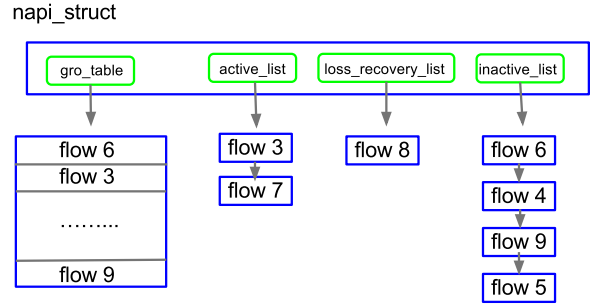 napi_struct
gro_table
active_list
loss_recovery_list
inactive_list
flow 6
flow 3
……...
flow 9
flow 3
flow 7
flow 8
flow 6
flow 4
flow 9
flow 5